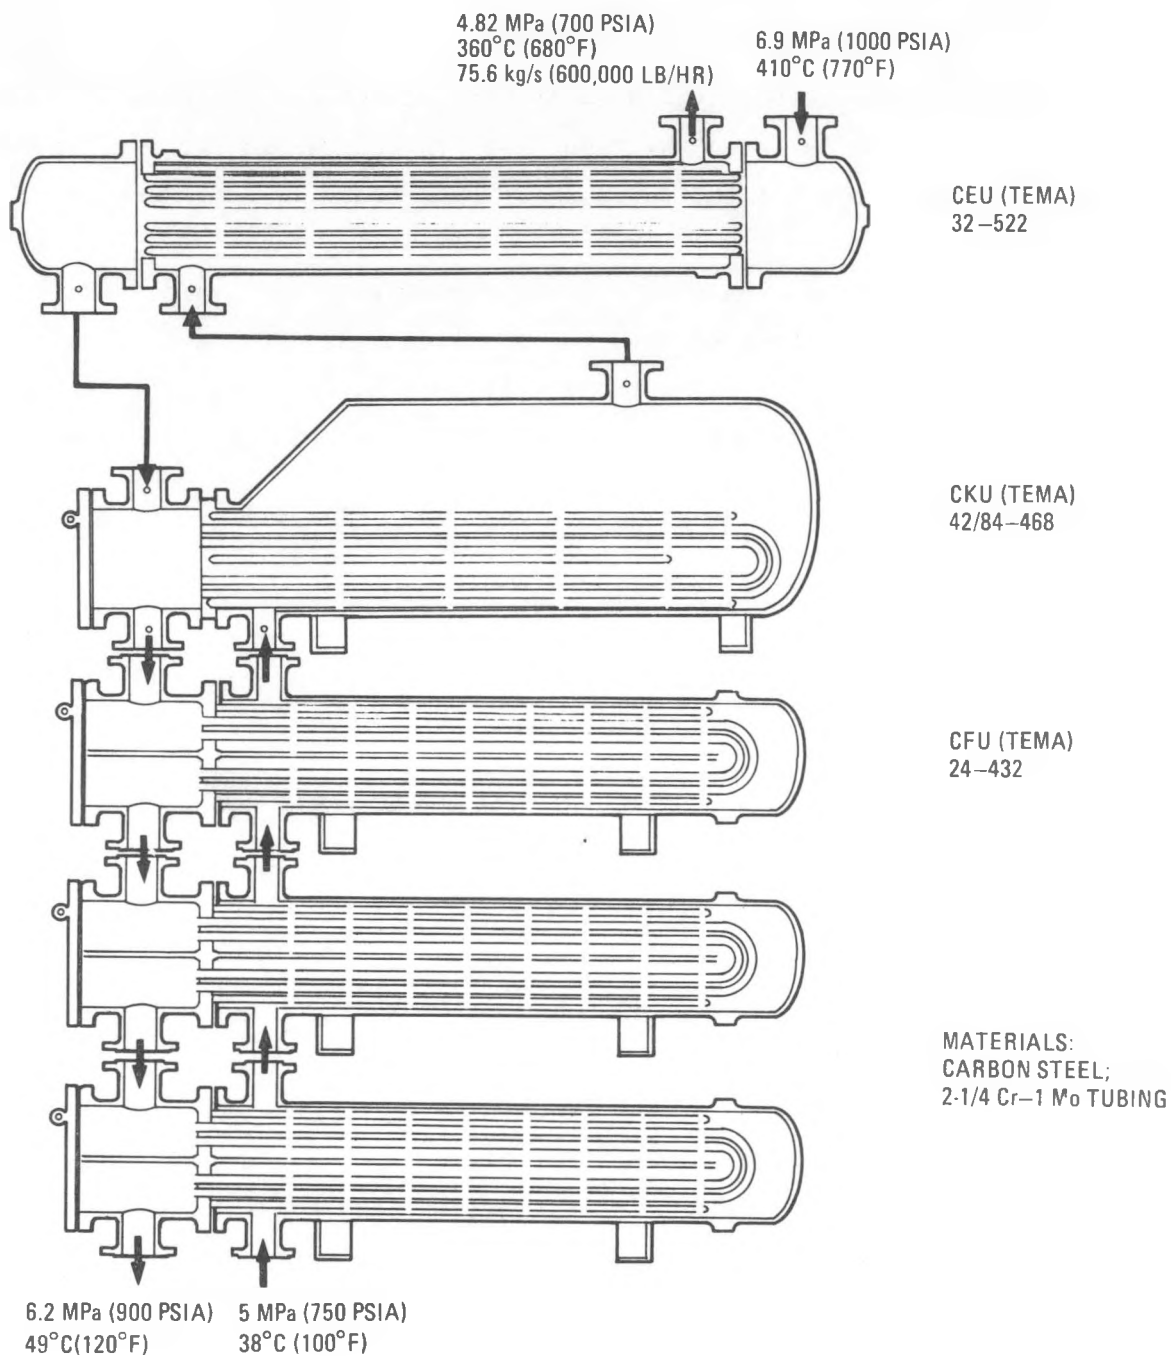 4.82 MPa (700 PSIA)
360°C (680°F)
75.6 kg/s (600,000 LB/HR)
6.9 MPa (1000 PSIA)
410°C (770°F)
CEU (TEMA)
32–522
CKU (TEMA)
42/84–468
CFU (TEMA)
24–432
MATERIALS:
CARBON STEEL;
2-1/4 Cr–1 Mo TUBING
6.2 MPa (900 PSIA)
49°C(120°F)
5 MPa (750 PSIA)
38°C (100°F)